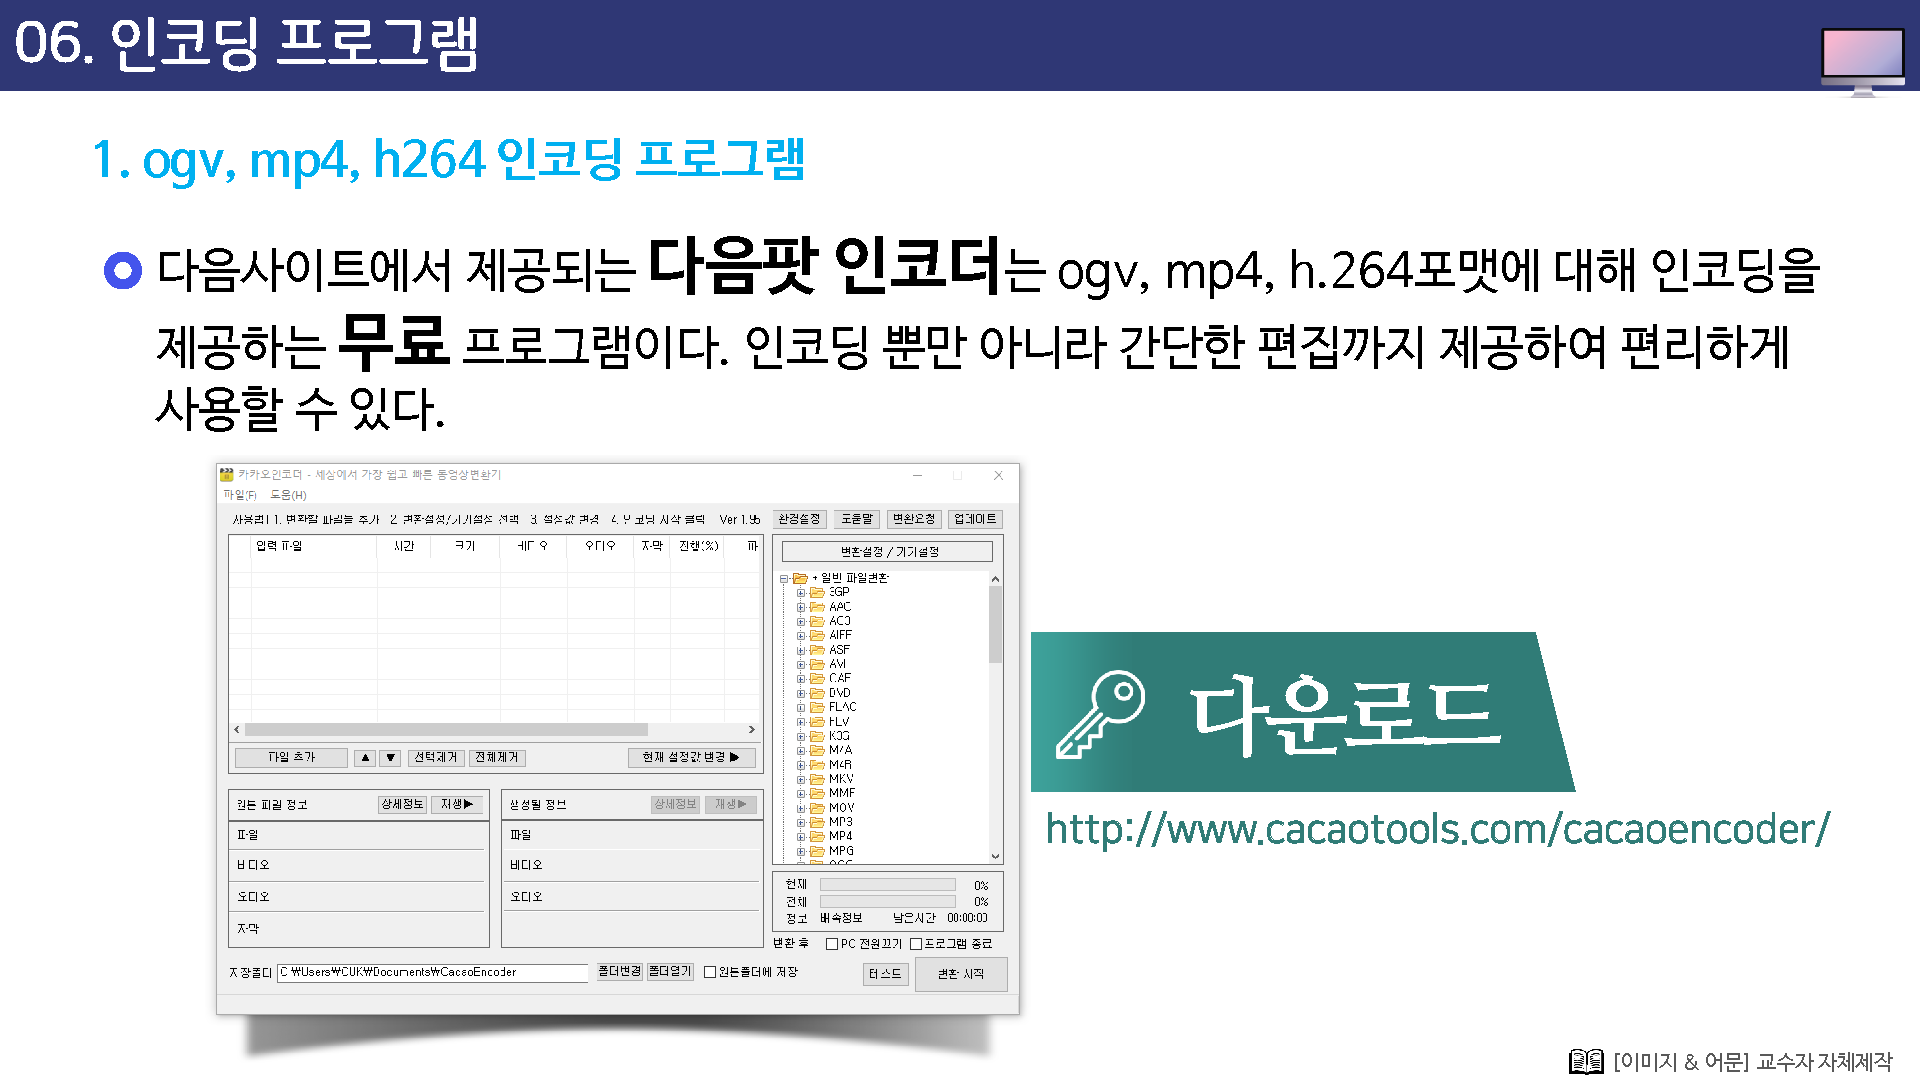 06. 인코딩 프로그램
1. ogv, mp4, h264 인코딩 프로그램
다음사이트에서 제공되는 다음팟 인코더는 ogv, mp4, h.264포맷에 대해 인코딩을
제공하는 무료 프로그램이다. 인코딩 뿐만 아니라 간단한 편집까지 제공하여 편리하게
사용할 수 있다.
카카오인코더 - 세상에서 가장 쉽고 빠른 동영상변환기
파일(F) 도움(H)
사용법! 1. 변환할 파일들 추가 2. 변환설정/기기설정 선택 3. 설정값 변경 4. 인코딩 시작 클릭 Ver 1.95 환경설정 도움말 변환요청 업데이트
입력 파일 시간 크기 비디오 오디오 자막 진행(%) 파
변환설정 / 기기설정
+ 일반 파일변환
3GP
AAC
AC3
AIFF
ASF
AVI
CAF
DVD
FLAC
FLV
K3G
M4A
M4R
MKV
MMF
MOV
MP3
MP4
MPG
OGG
파일 추가 ▲ ▼ 선택제거 전체제거 현재 설정값 변경 ▶
원본 파일 정보 상세정보 재생▶
파일
비디오
오디오
자막
생성될 정보 상세정보 재생▶
파일
비디오
오디오
현재 0%
전체 0%
정보 배속정보 남은시간 00:00:00
변환 후 PC 전원끄기 프로그램 종료
저장폴더 C:₩Users₩CUK₩Documents₩CacaoEncoder 폴더변경 폴더열기 원본폴더에 저장
테스트 변환 시작
다운로드
http://www.cacaotools.com/cacaoencoder/
[이미지 & 어문] 교수자 자체제작